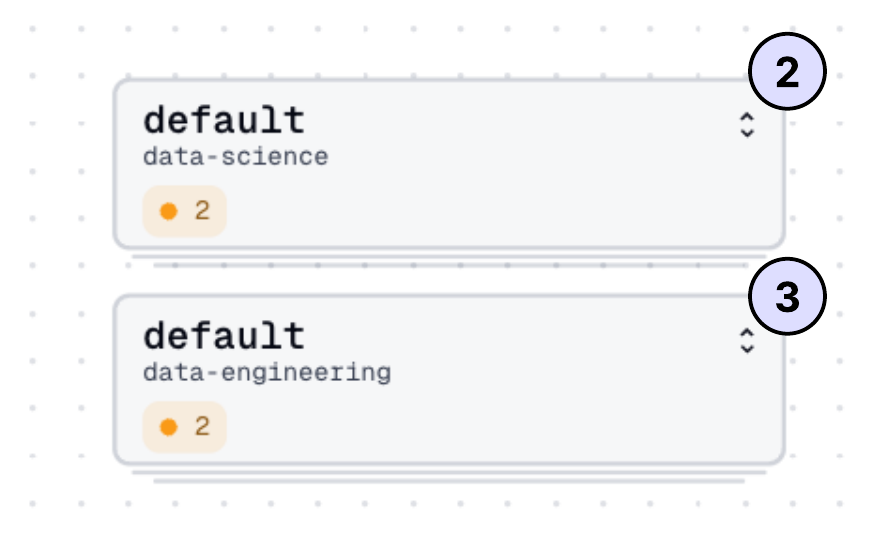 2
default
data-science
2
3
default
data-engineering
2